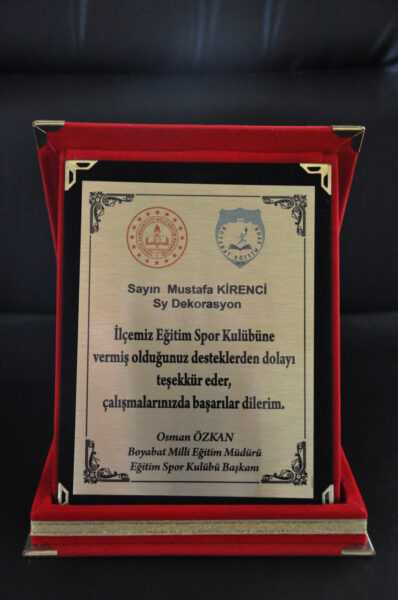 Sayın Mustafa KİRENCİ
Sy Dekorasyon
İlçemiz Eğitim Spor Kulübüne
vermiş olduğunuz desteklerden dolayı
teşekkür eder,
çalışmalarınızda başarılar dilerim.
Osman ÖZKAN
Boyabat Milli Eğitim Müdürü
Eğitim Spor Kulübü Başkanı